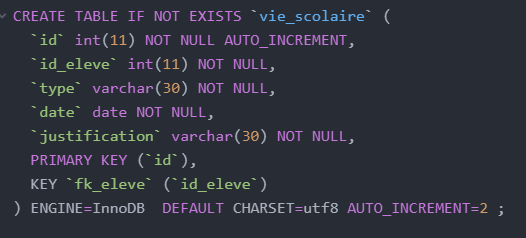 CREATE TABLE IF NOT EXISTS `vie_scolaire` (
`id` int(11) NOT NULL AUTO_INCREMENT,
`id_eleve` int(11) NOT NULL,
`type` varchar(30) NOT NULL,
`date` date NOT NULL,
`justification` varchar(30) NOT NULL,
PRIMARY KEY (`id`),
KEY `fk_eleve` (`id_eleve`)
) ENGINE=InnoDB  DEFAULT CHARSET=utf8 AUTO_INCREMENT=2 ;